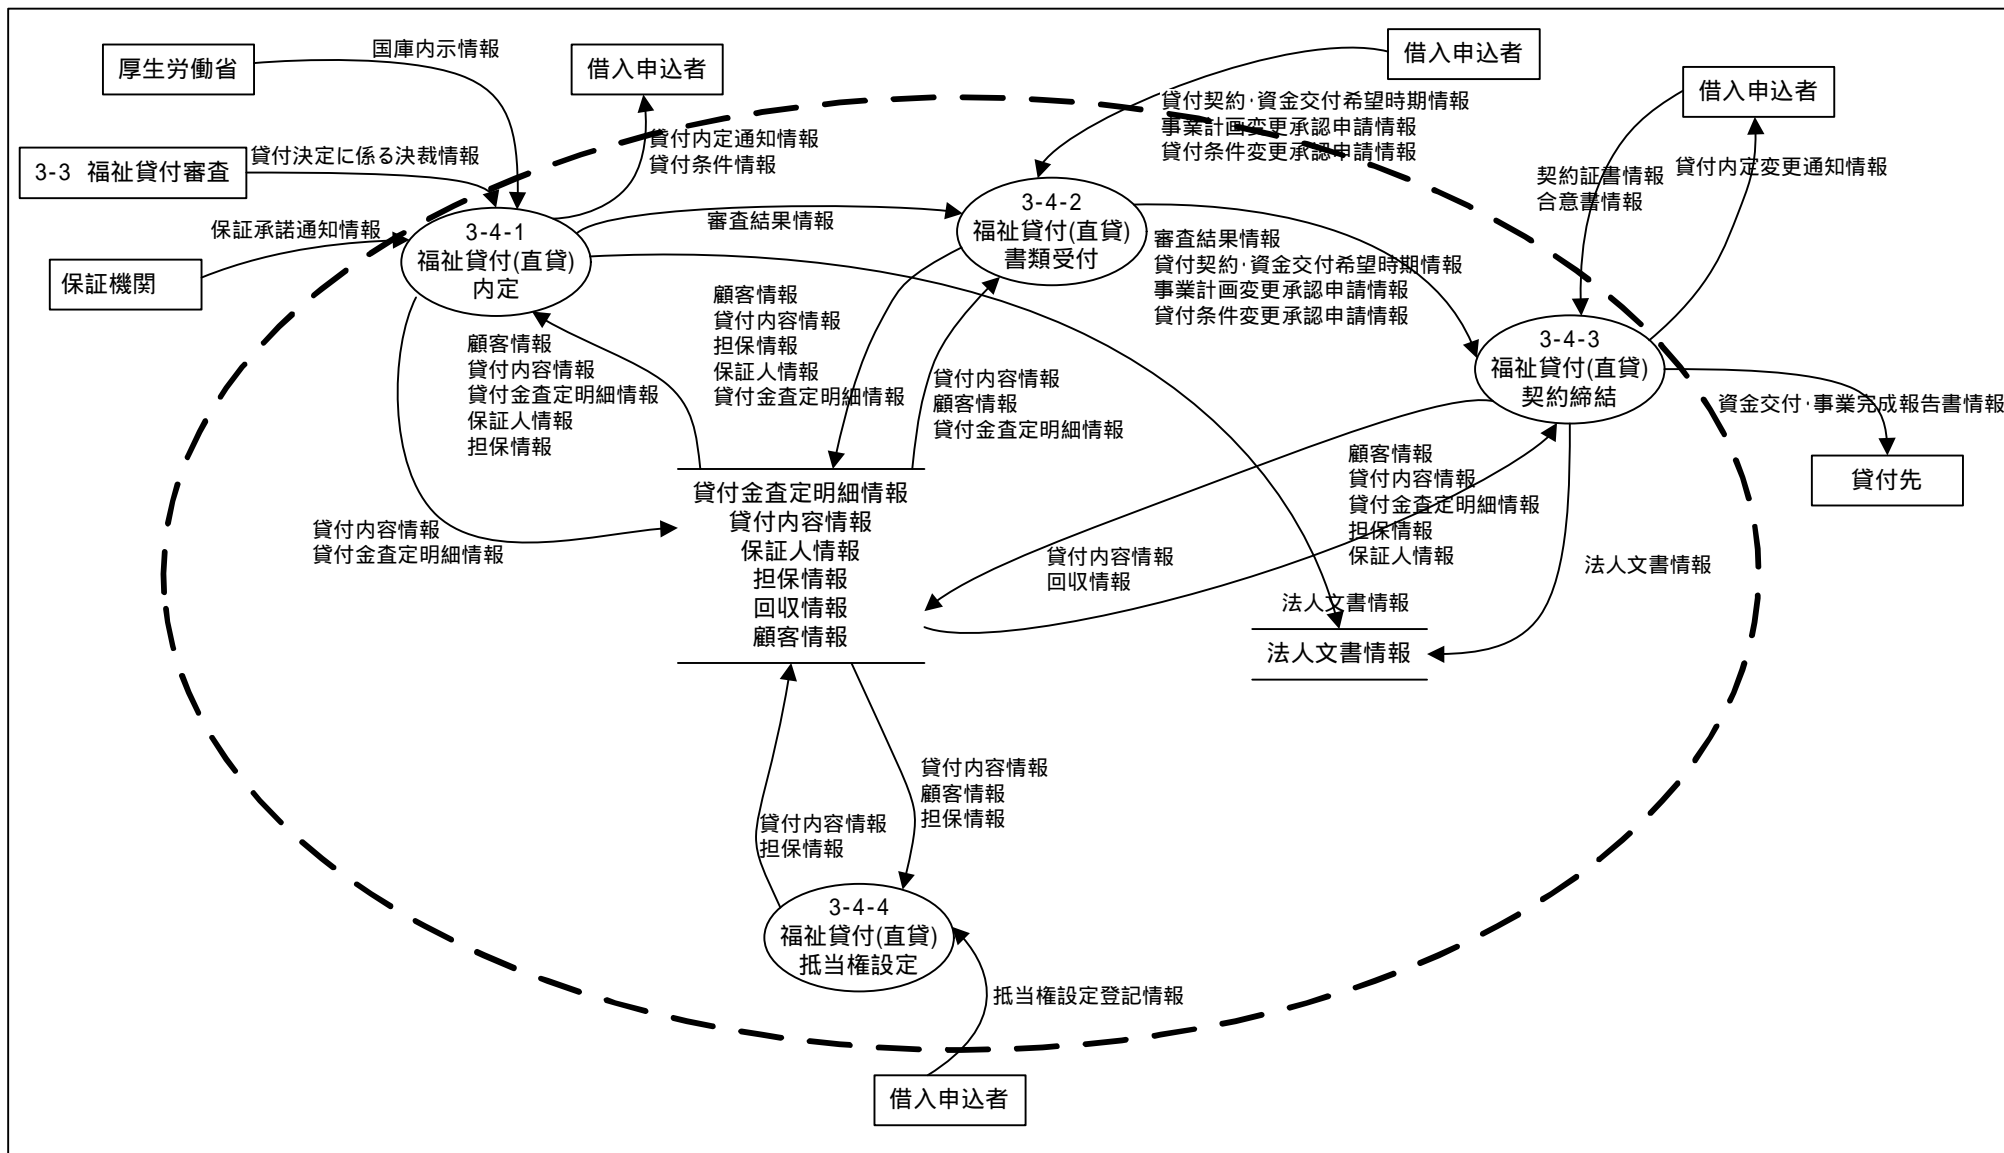 国庫内示情報
厚生労働省
借入申込者
借入申込者
借入申込者
貸付契約･資金交付希望時期情報
事業計画変更承認申請情報
貸付条件変更承認申請情報
貸付内定通知情報
貸付条件情報
3-3 福祉貸付審査
貸付決定に係る決裁情報
契約証書情報
合意書情報
貸付内定変更通知情報
保証承諾通知情報
保証機関
3-4-1
福祉貸付(直貸)
内定
審査結果情報
3-4-2
福祉貸付(直貸)
書類受付
審査結果情報
貸付契約･資金交付希望時期情報
事業計画変更承認申請情報
貸付条件変更承認申請情報
顧客情報
貸付内容情報
担保情報
保証人情報
貸付金査定明細情報
顧客情報
貸付内容情報
貸付金査定明細情報
保証人情報
担保情報
貸付内容情報
顧客情報
貸付金査定明細情報
3-4-3
福祉貸付(直貸)
契約締結
資金交付･事業完成報告書情報
貸付先
顧客情報
貸付内容情報
貸付金査定明細情報
担保情報
保証人情報
貸付内容情報
貸付金査定明細情報
貸付金査定明細情報
貸付内容情報
保証人情報
担保情報
回収情報
顧客情報
貸付内容情報
回収情報
法人文書情報
法人文書情報
法人文書情報
貸付内容情報
顧客情報
担保情報
貸付内容情報
担保情報
3-4-4
福祉貸付(直貸)
抵当権設定
抵当権設定登記情報
借入申込者